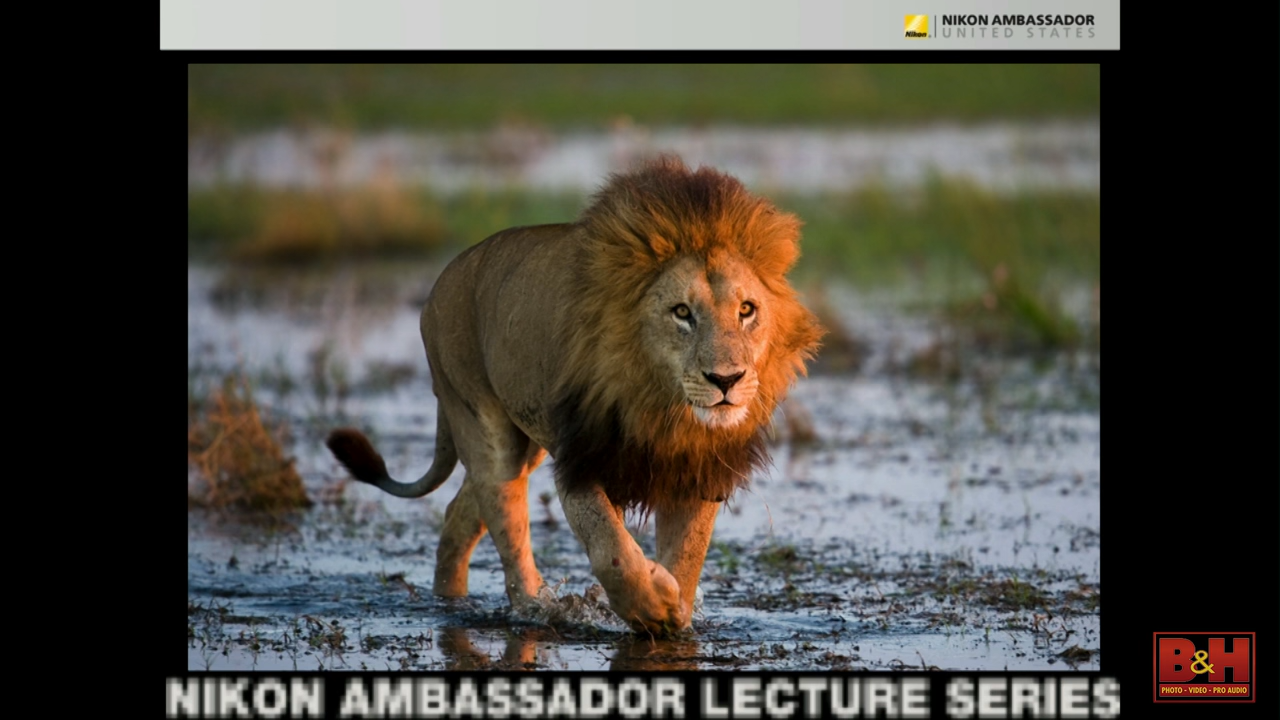 Nikon
NIKON AMBASSADOR
UNITED STATES
B&H
PHOTO - VIDEO - PRO AUDIO
NIKON AMBASSADOR LECTURE SERIES